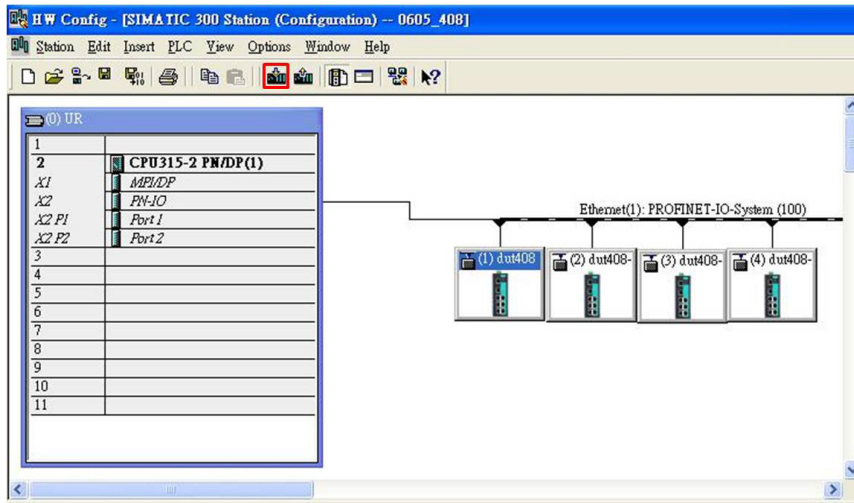 HW Config - [SIMATIC 300 Station (Configuration) -- 0605_408]
Station Edit Insert PLC View Options Window Help
(0) UR
1
2 CPU315-2 PN/DP(1)
X1 MPI/DP
X2 PN-IO
X2 P1 Port 1
X2 P2 Port 2
3
4
5
6
7
8
9
10
11
Ethernet(1): PROFINET-IO-System (100)
(1) dut408 (2) dut408- (3) dut408- (4) dut408-